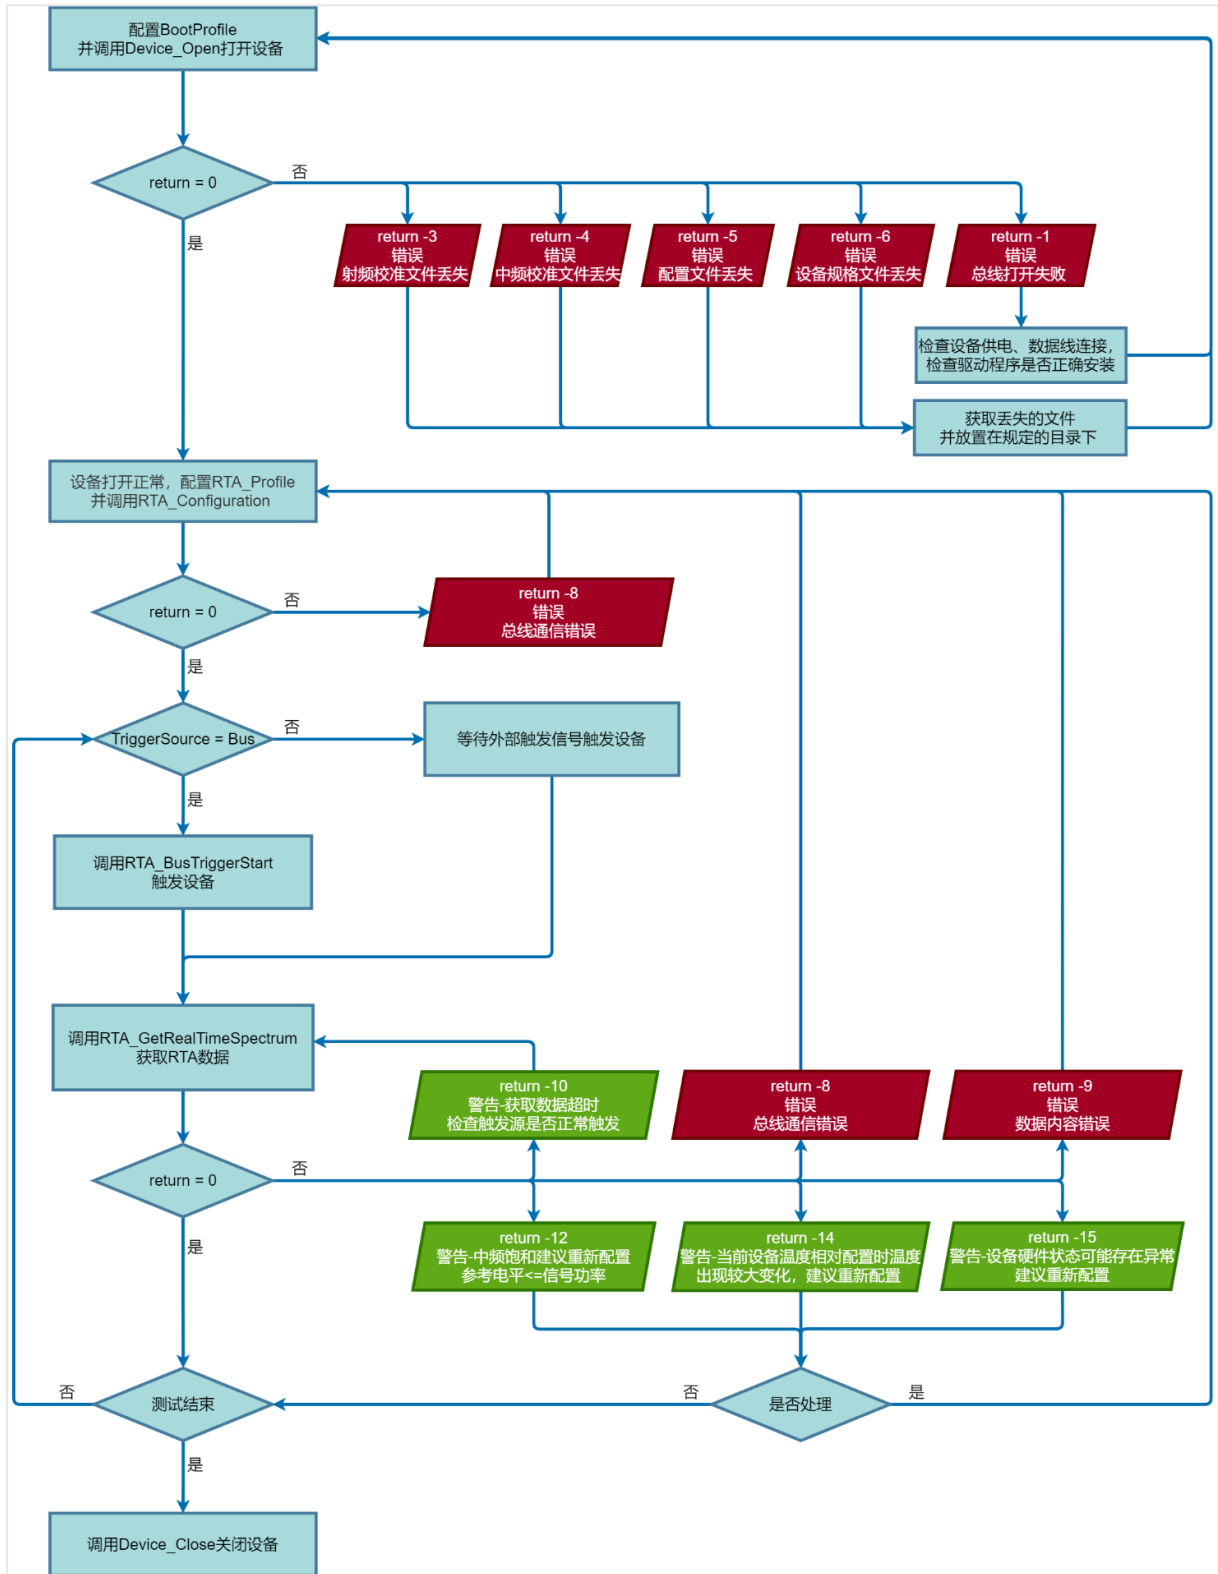 配置BootProfile
并调用Device_Open打开设备
return = 0
否
是
return -3
错误
射频校准文件丢失
return -4
错误
中频校准文件丢失
return -5
错误
配置文件丢失
return -6
错误
设备规格文件丢失
return -1
错误
总线打开失败
检查设备供电、数据线连接，
检查驱动程序是否正确安装
获取丢失的文件
并放置在规定的目录下
设备打开正常，配置RTA_Profile
并调用RTA_Configuration
return = 0
否
是
return -8
错误
总线通信错误
TriggerSource = Bus
否
是
等待外部触发信号触发设备
调用RTA_BusTriggerStart
触发设备
调用RTA_GetRealTimeSpectrum
获取RTA数据
return -10
警告-获取数据超时
检查触发源是否正常触发
return -8
错误
总线通信错误
return -9
错误
数据内容错误
return = 0
否
是
return -12
警告-中频饱和建议重新配置
参考电平<=信号功率
return -14
警告-当前设备温度相对配置时温度
出现较大变化，建议重新配置
return -15
警告-设备硬件状态可能存在异常
建议重新配置
否
测试结束
否
是否处理
是
是
调用Device_Close关闭设备